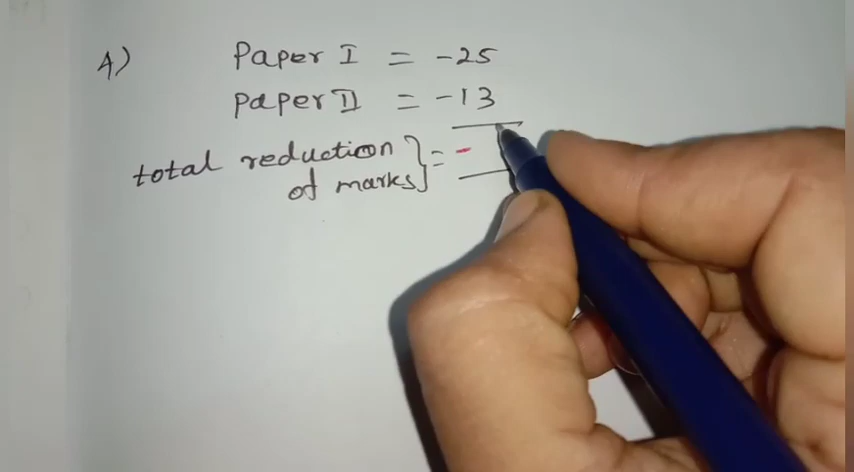 4) Paper I = -25
Paper II = -13
total reduction
of marks} = -